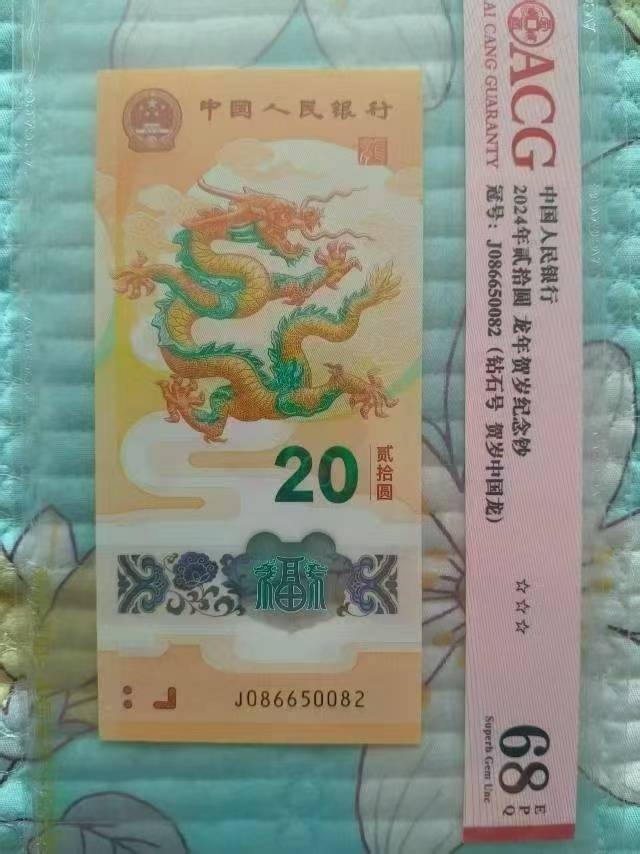 中国人民银行
20
贰拾圆
福
J086650082
ACG
AI CANG GUARANTY
中国人民银行
2024年贰拾圆 龙年贺岁纪念钞
冠号：J086650082（钻石号 贺岁中国龙）
☆☆☆
68
EPQ
Superb Gem Unc